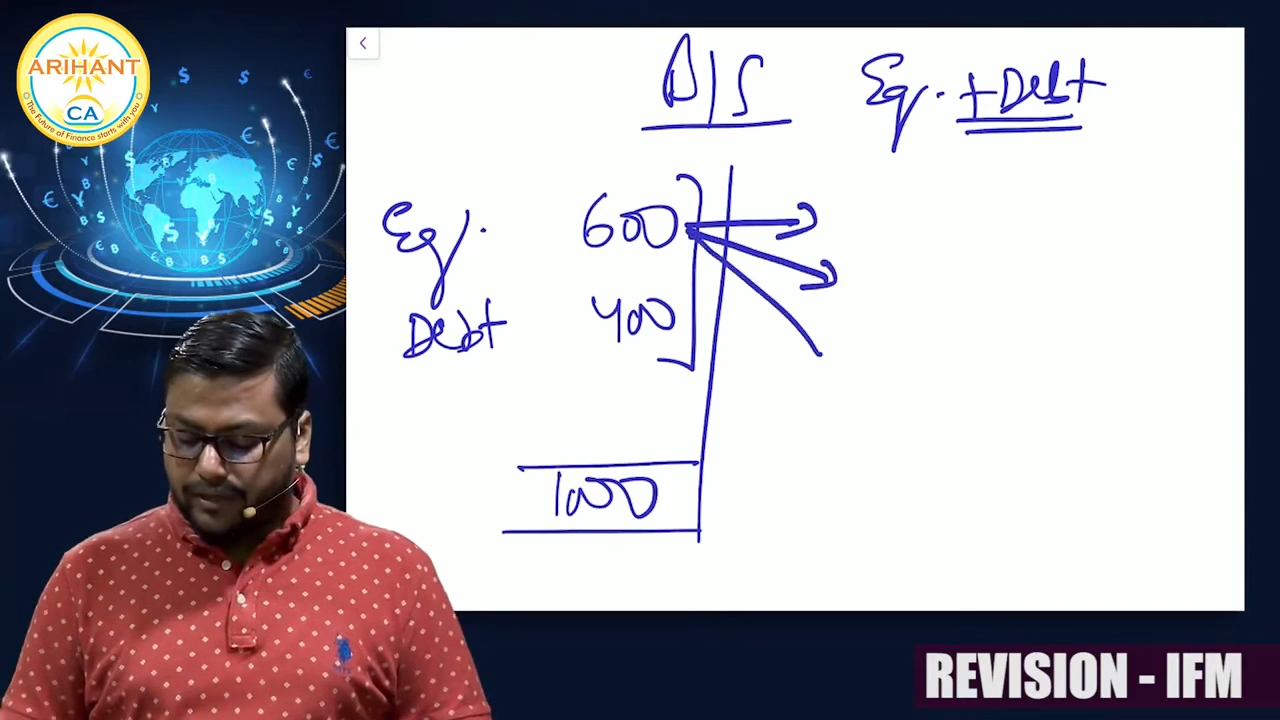 ARIHANT
CA
The Future of Finance starts with you
B/S
Eq. + Debt
Eq. 600
Debt 400
1000
REVISION - IFM